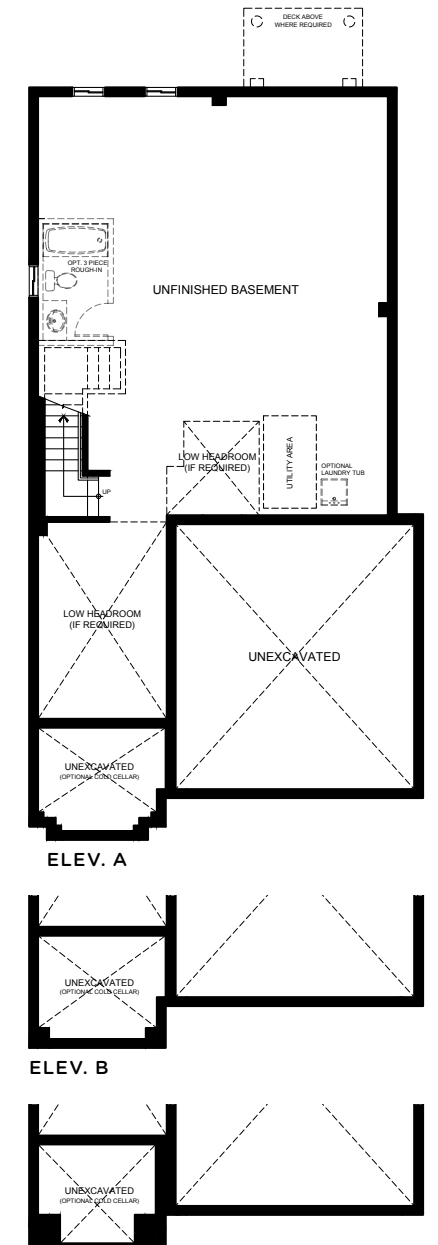 DECK ABOVE
WHERE REQUIRED
OPT. 3 PIECE
ROUGH-IN
UNFINISHED BASEMENT
LOW HEADROOM
(IF REQUIRED)
UTILITY AREA
OPTIONAL
LAUNDRY TUB
UP
LOW HEADROOM
(IF REQUIRED)
UNEXCAVATED
UNEXCAVATED
(OPTIONAL COLD CELLAR)
ELEV. A
UNEXCAVATED
(OPTIONAL COLD CELLAR)
ELEV. B
UNEXCAVATED
(OPTIONAL COLD CELLAR)